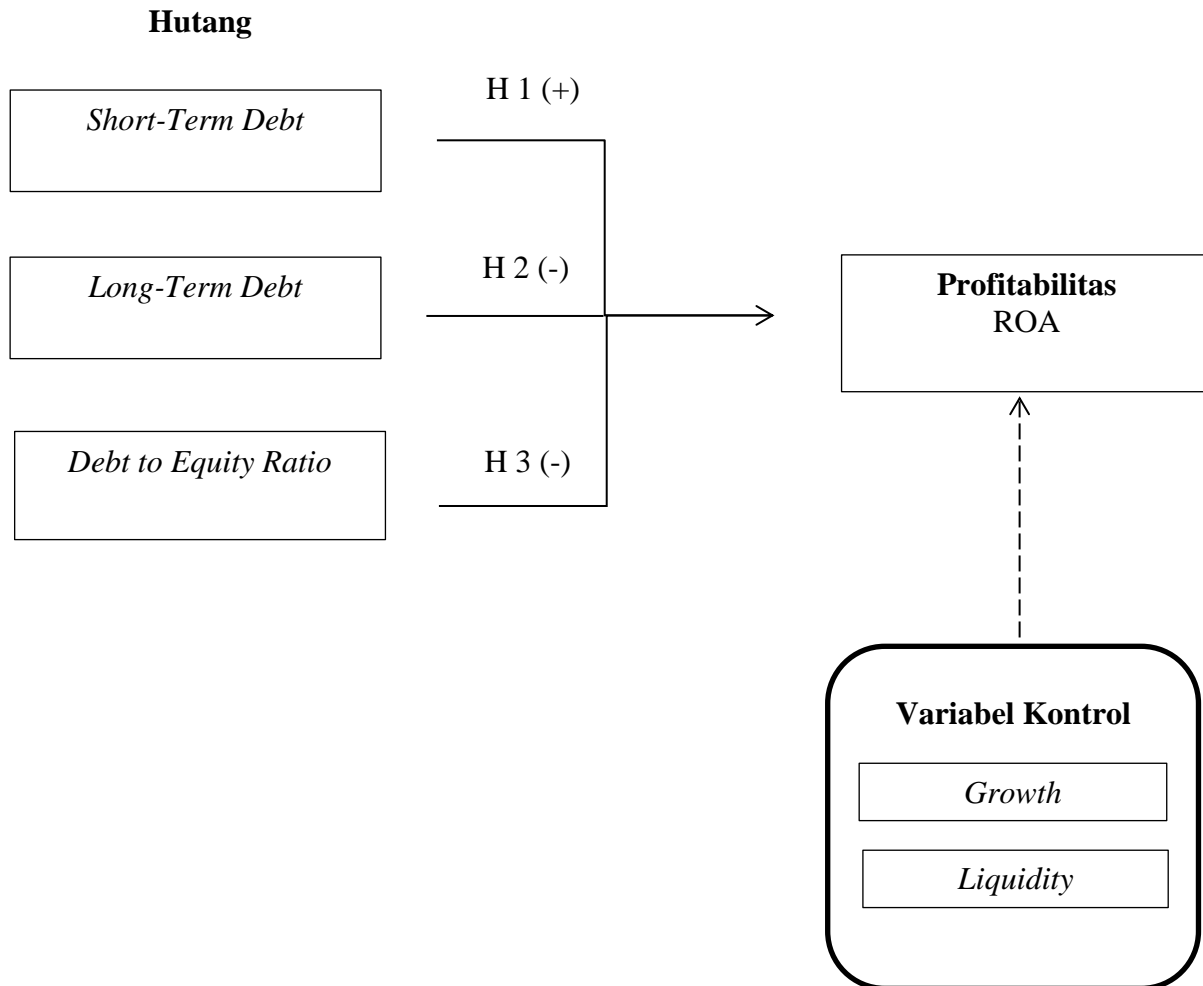 Hutang
Short-Term Debt
H 1 (+)
Long-Term Debt
H 2 (-)
Debt to Equity Ratio
H 3 (-)
Profitabilitas
ROA
Variabel Kontrol
Growth
Liquidity